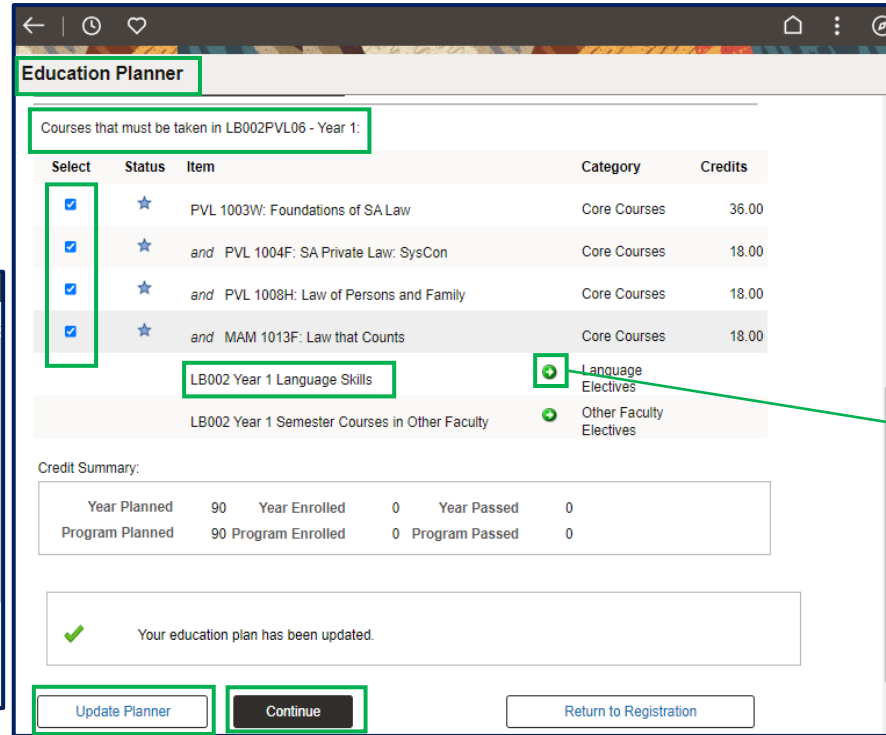 Education Planner
Courses that must be taken in LB002PVL06 - Year 1:
Select Status Item Category Credits
PVL 1003W: Foundations of SA Law Core Courses 36.00
and PVL 1004F: SA Private Law: SysCon Core Courses 18.00
and PVL 1008H: Law of Persons and Family Core Courses 18.00
and MAM 1013F: Law that Counts Core Courses 18.00
LB002 Year 1 Language Skills Language
Electives
LB002 Year 1 Semester Courses in Other Faculty Other Faculty
Electives
Credit Summary:
Year Planned 90 Year Enrolled 0 Year Passed 0
Program Planned 90 Program Enrolled 0 Program Passed 0
Your education plan has been updated.
Update Planner Continue Return to Registration